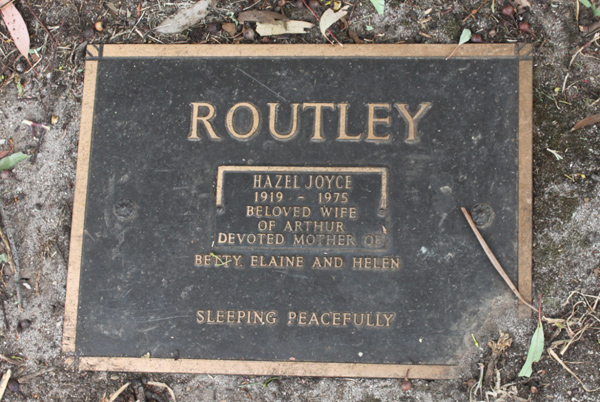 ROUTLEY
HAZEL JOYCE
1919 - 1975
BELOVED WIFE
OF ARTHUR
DEVOTED MOTHER OF
BETTY, ELAINE AND HELEN
SLEEPING PEACEFULLY